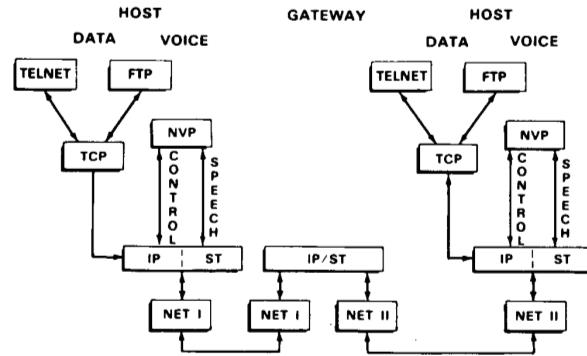 HOST GATEWAY HOST
DATA VOICE DATA VOICE
TELNET FTP TELNET FTP
NVP NVP
TCP TCP
CONTROL SPEECH CONTROL SPEECH
IP ST IP/ST IP ST
NET I NET I NET II NET II